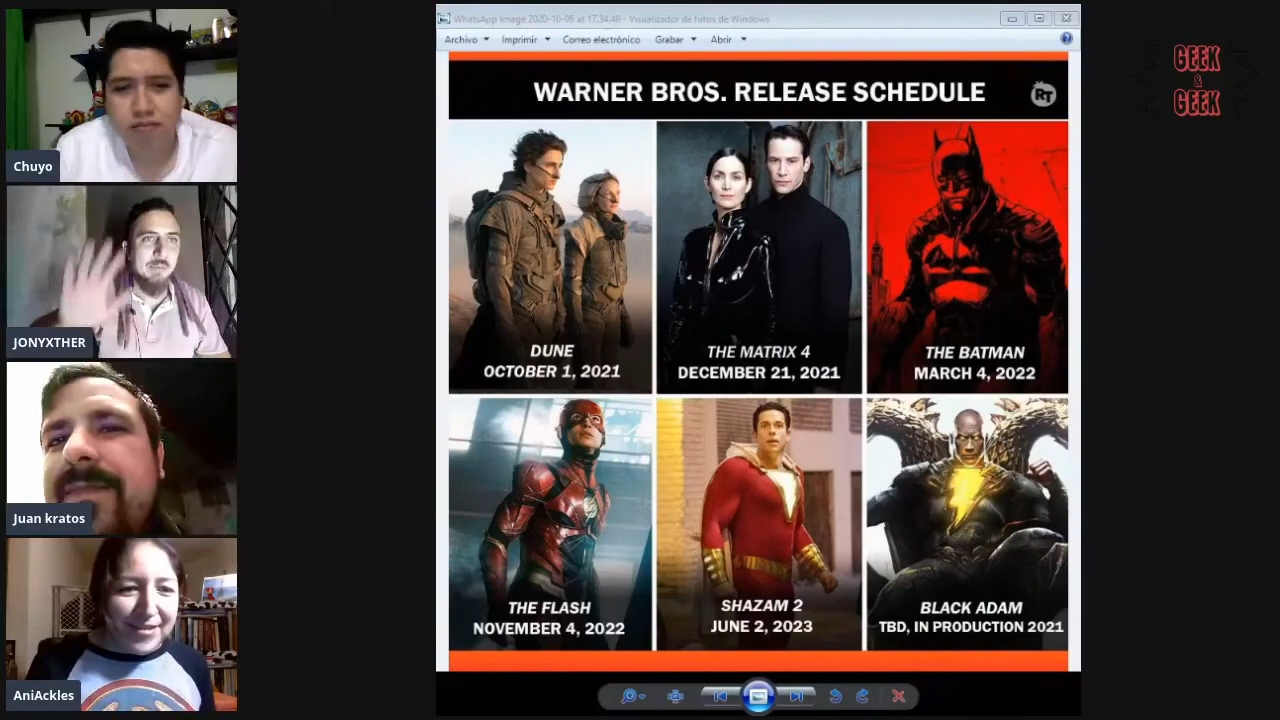 WhatsApp Image 2020-10-06 at 17.34.48 - Visualizador de fotos de Windows
Archivo Imprimir Correo electrónico Grabar Abrir
WARNER BROS. RELEASE SCHEDULE
RT
GEEK
&
GEEK
Chuyo
JONYXTHER
Juan kratos
AniAckles
DUNE
OCTOBER 1, 2021
THE MATRIX 4
DECEMBER 21, 2021
THE BATMAN
MARCH 4, 2022
THE FLASH
NOVEMBER 4, 2022
SHAZAM 2
JUNE 2, 2023
BLACK ADAM
TBD, IN PRODUCTION 2021